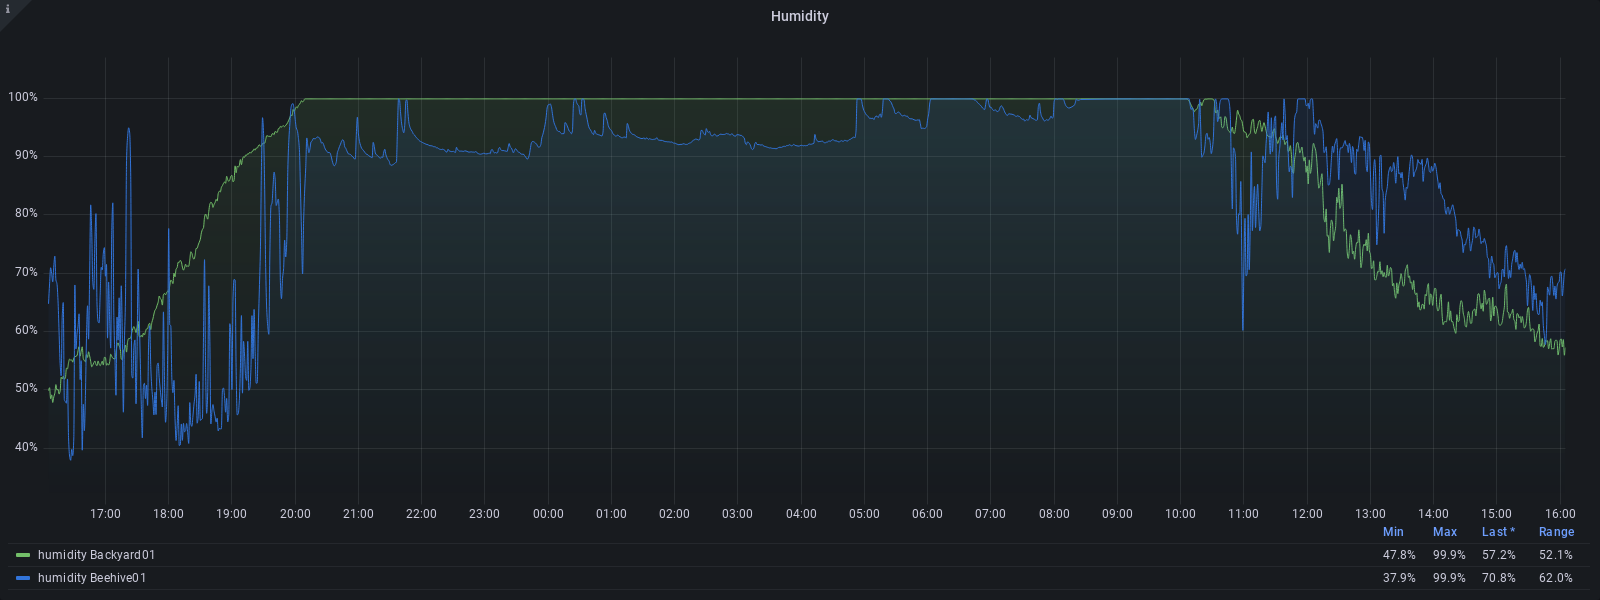 i
Humidity
100%
90%
80%
70%
60%
50%
40%
17:00 18:00 19:00 20:00 21:00 22:00 23:00 00:00 01:00 02:00 03:00 04:00 05:00 06:00 07:00 08:00 09:00 10:00 11:00 12:00 13:00 14:00 15:00 16:00
Min Max Last * Range
humidity Backyard01 47.8% 99.9% 57.2% 52.1%
humidity Beehive01 37.9% 99.9% 70.8% 62.0%